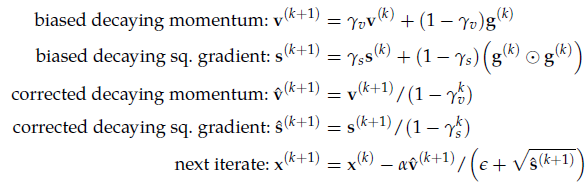 biased decaying momentum: v^(k+1) = γ_v v^(k) + (1 − γ_v)g^(k)
biased decaying sq. gradient: s^(k+1) = γ_s s^(k) + (1 − γ_s)(g^(k) ⊙ g^(k))
corrected decaying momentum: v̂^(k+1) = v^(k+1)/(1 − γ_v^k)
corrected decaying sq. gradient: ŝ^(k+1) = s^(k+1)/(1 − γ_s^k)
next iterate: x^(k+1) = x^(k) − αv̂^(k+1)/(ϵ + √ŝ^(k+1))